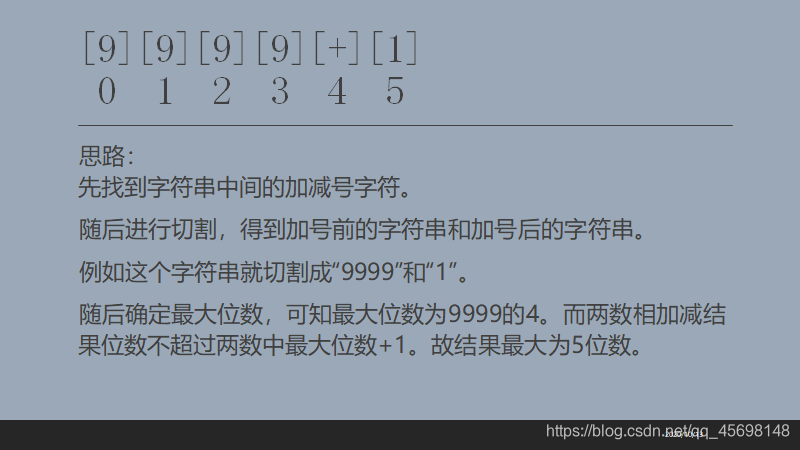 [9][9][9][9][+][1]
0 1 2 3 4 5
思路：
先找到字符串中间的加减号字符。
随后进行切割，得到加号前的字符串和加号后的字符串。
例如这个字符串就切割成“9999”和“1”。
随后确定最大位数，可知最大位数为9999的4。而两数相加减结
果位数不超过两数中最大位数+1。故结果最大为5位数。
https://blog.csdn.net/qq_45698148